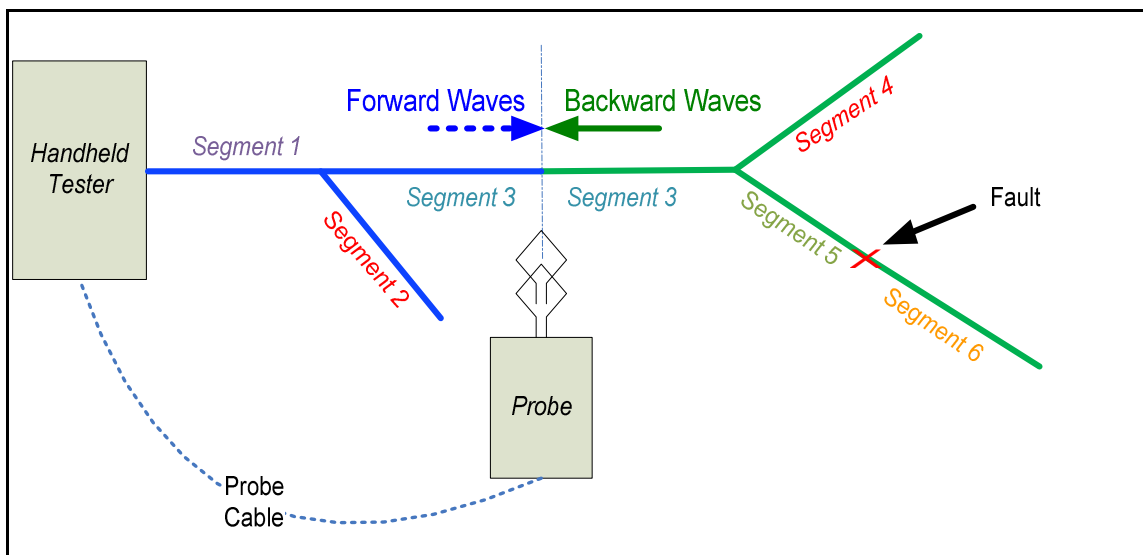 Handheld
Tester
Segment 1
Forward Waves
Backward Waves
Segment 3
Segment 3
Segment 2
Segment 4
Segment 5
Fault
Segment 6
Probe
Probe
Cable